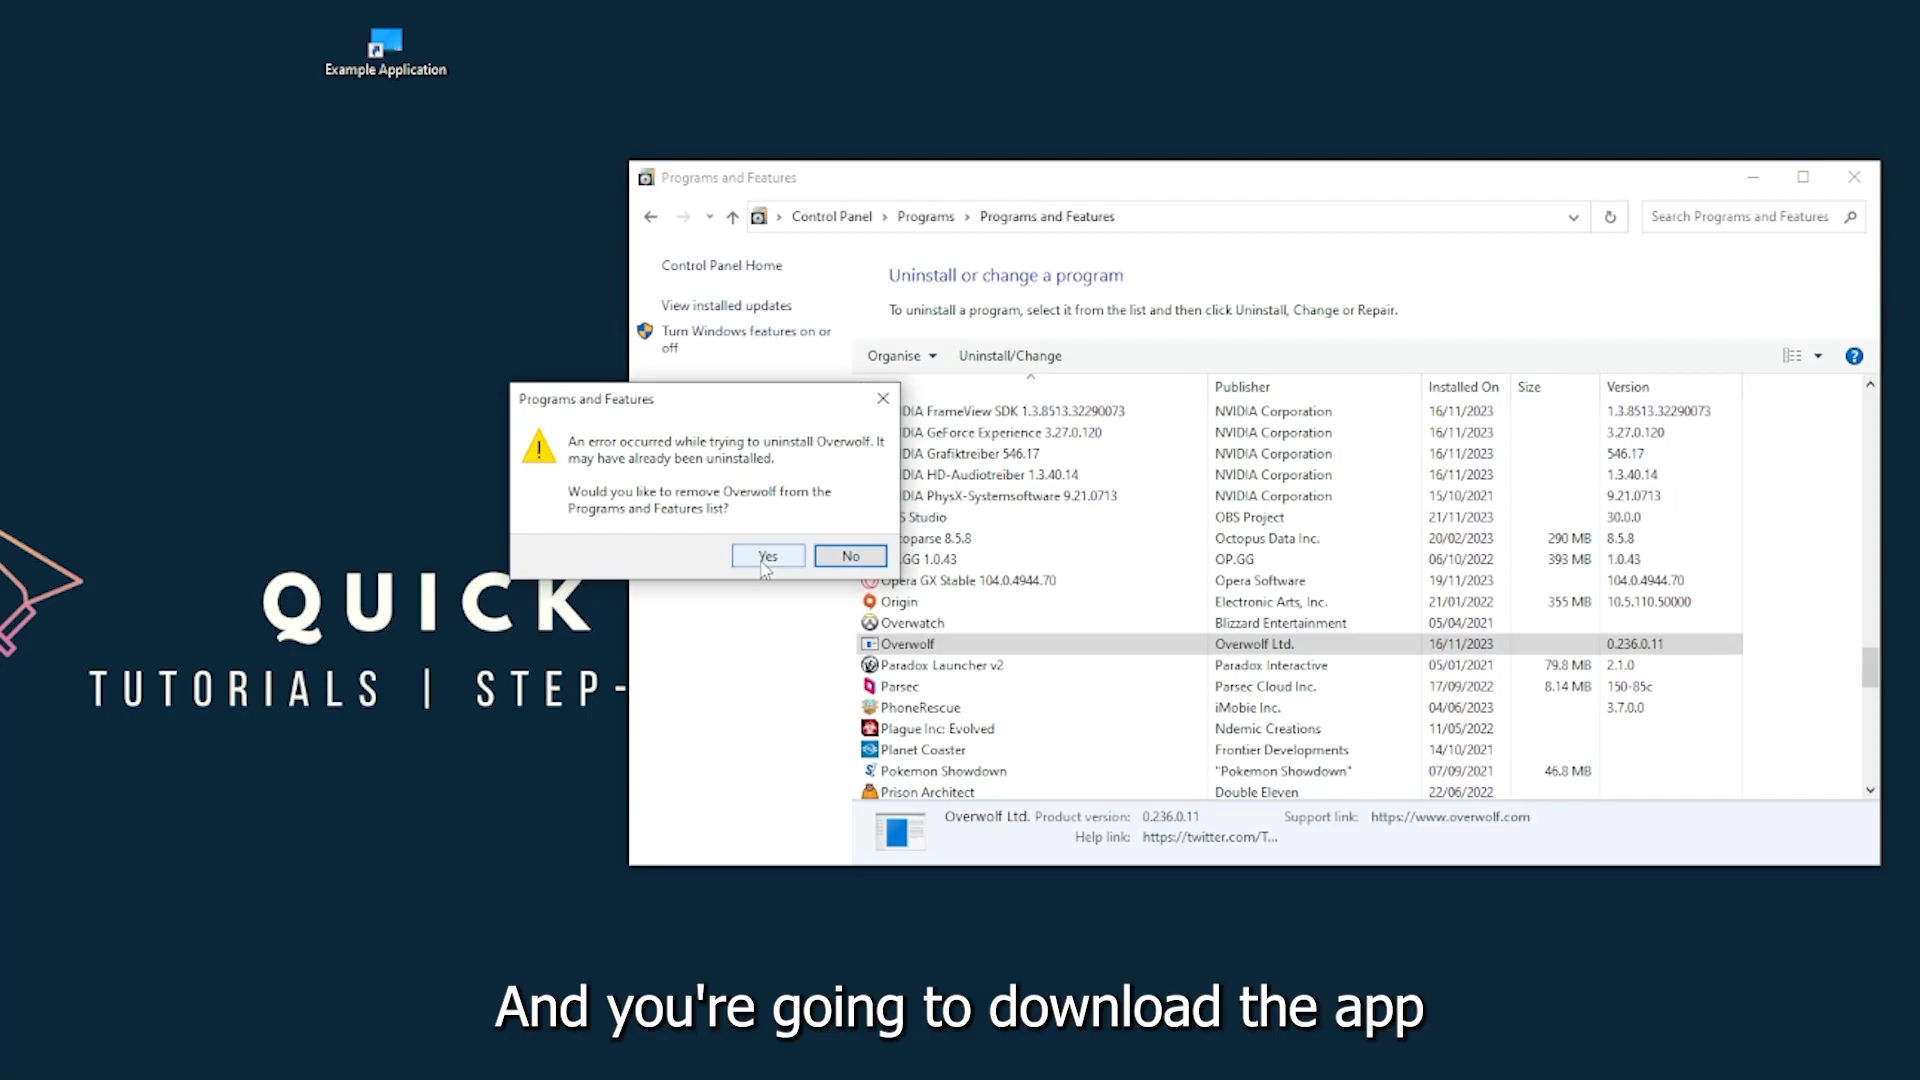 Example Application
Programs and Features
Control Panel
Programs
Programs and Features
Search Programs and Features
Control Panel Home
View installed updates
Turn Windows features on or
off
Uninstall or change a program
To uninstall a program, select it from the list and then click Uninstall, Change or Repair.
Organise
Uninstall/Change
Publisher Installed On Size Version
DIA FrameView SDK 1.3.8513.32290073 NVIDIA Corporation 16/11/2023 1.3.8513.32290073
DIA GeForce Experience 3.27.0.120 NVIDIA Corporation 16/11/2023 3.27.0.120
DIA Grafiktreiber 546.17 NVIDIA Corporation 16/11/2023 546.17
DIA HD-Audiotreiber 1.3.40.14 NVIDIA Corporation 16/11/2023 1.3.40.14
DIA PhysX-Systemsoftware 9.21.0713 NVIDIA Corporation 15/10/2021 9.21.0713
S Studio OBS Project 21/11/2023 30.0.0
oparse 8.5.8 Octopus Data Inc. 20/02/2023 290 MB 8.5.8
.GG 1.0.43 OP.GG 06/10/2022 393 MB 1.0.43
Opera GX Stable 104.0.4944.70 Opera Software 19/11/2023 104.0.4944.70
Origin Electronic Arts, Inc. 21/01/2022 355 MB 10.5.110.50000
Overwatch Blizzard Entertainment 05/04/2021
Overwolf Overwolf Ltd. 16/11/2023 0.236.0.11
Paradox Launcher v2 Paradox Interactive 05/01/2021 79.8 MB 2.1.0
Parsec Parsec Cloud Inc. 17/09/2022 8.14 MB 150-85c
PhoneRescue iMobie Inc. 04/06/2023 3.7.0.0
Plague Inc: Evolved Ndemic Creations 11/05/2022
Planet Coaster Frontier Developments 14/10/2021
Pokemon Showdown "Pokemon Showdown" 07/09/2021 46.8 MB
Prison Architect Double Eleven 22/06/2022
Overwolf Ltd. Product version: 0.236.0.11 Support link: https://www.overwolf.com
Help link: https://twitter.com/T...
Programs and Features
An error occurred while trying to uninstall Overwolf. It
may have already been uninstalled.
Would you like to remove Overwolf from the
Programs and Features list?
Yes
No
QUICK
TUTORIALS | STEP-
And you're going to download the app